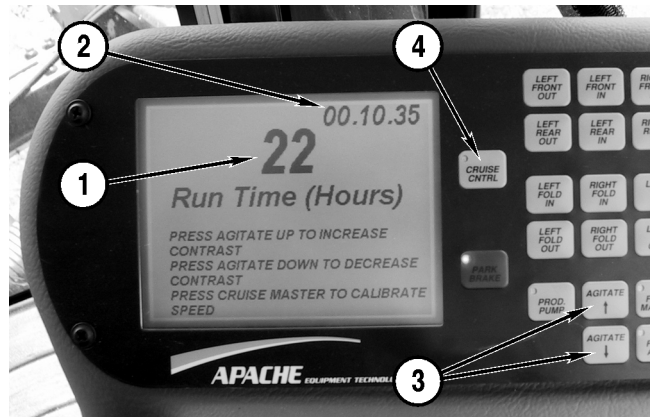 2
4
00.10.35
22
1
Run Time (Hours)
PRESS AGITATE UP TO INCREASE
CONTRAST
PRESS AGITATE DOWN TO DECREASE
CONTRAST
PRESS CRUISE MASTER TO CALIBRATE
SPEED
CRUISE
CNTRL
PARK
BRAKE
LEFT
FRONT
OUT
LEFT
FRONT
IN
LEFT
REAR
OUT
LEFT
REAR
IN
LEFT
FOLD
IN
RIGHT
FOLD
IN
LEFT
FOLD
OUT
RIGHT
FOLD
OUT
PROD.
PUMP
AGITATE
↑
AGITATE
↓
3
APACHE EQUIPMENT